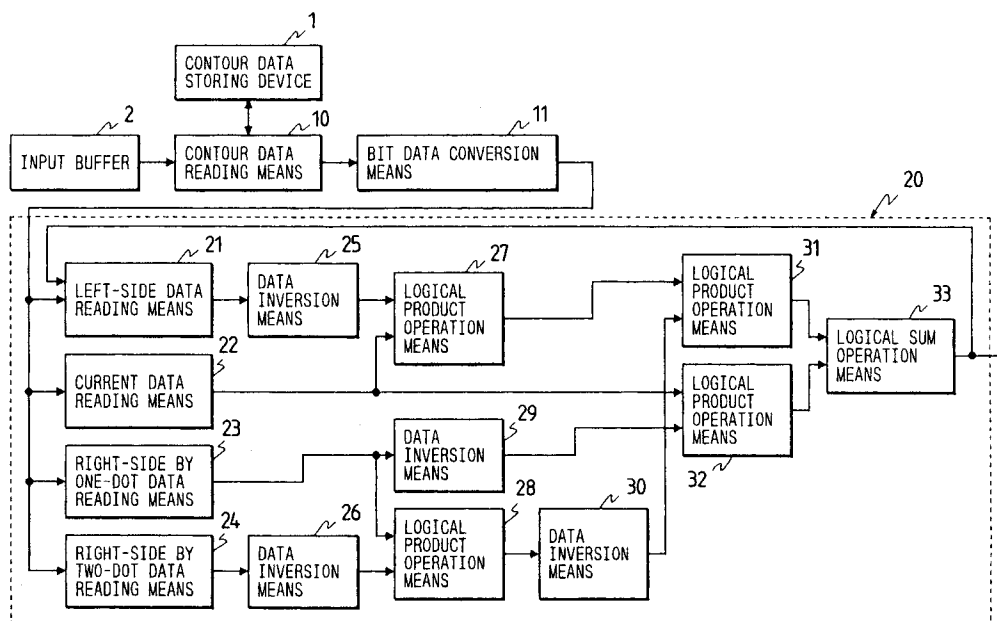 1
CONTOUR DATA
STORING DEVICE
2
INPUT BUFFER
10
CONTOUR DATA
READING MEANS
11
BIT DATA CONVERSION
MEANS
20
21
LEFT-SIDE DATA
READING MEANS
25
DATA
INVERSION
MEANS
27
LOGICAL
PRODUCT
OPERATION
MEANS
31
LOGICAL
PRODUCT
OPERATION
MEANS
33
LOGICAL SUM
OPERATION
MEANS
22
CURRENT DATA
READING MEANS
LOGICAL
PRODUCT
OPERATION
MEANS
32
23
RIGHT-SIDE BY
ONE-DOT DATA
READING MEANS
29
DATA
INVERSION
MEANS
24
RIGHT-SIDE BY
TWO-DOT DATA
READING MEANS
26
DATA
INVERSION
MEANS
28
LOGICAL
PRODUCT
OPERATION
MEANS
30
DATA
INVERSION
MEANS